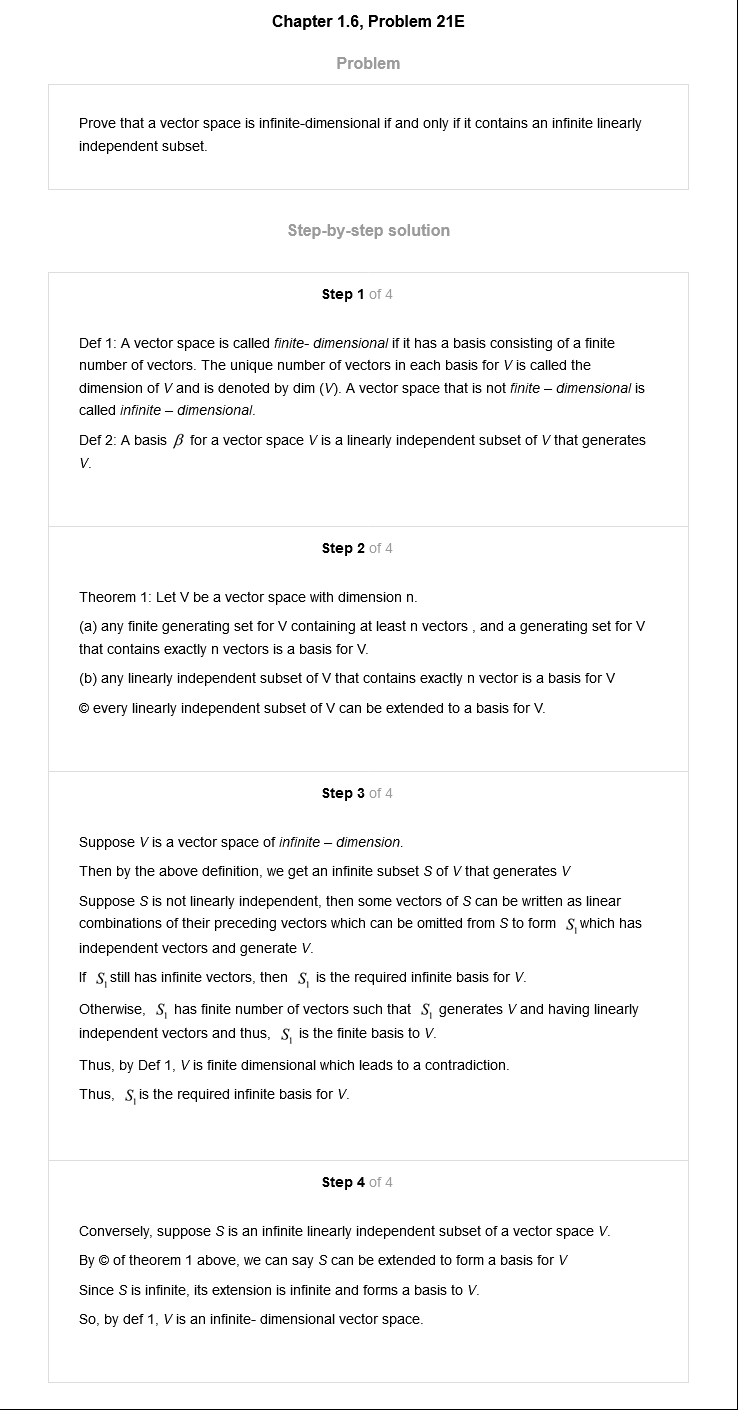 Chapter 1.6, Problem 21E
Problem
Prove that a vector space is infinite-dimensional if and only if it contains an infinite linearly
independent subset.
Step-by-step solution
Step 1 of 4
Def 1: A vector space is called finite- dimensional if it has a basis consisting of a finite
number of vectors. The unique number of vectors in each basis for V is called the
dimension of V and is denoted by dim (V). A vector space that is not finite – dimensional is
called infinite – dimensional.
Def 2: A basis β for a vector space V is a linearly independent subset of V that generates
V.
Step 2 of 4
Theorem 1: Let V be a vector space with dimension n.
(a) any finite generating set for V containing at least n vectors , and a generating set for V
that contains exactly n vectors is a basis for V.
(b) any linearly independent subset of V that contains exactly n vector is a basis for V
© every linearly independent subset of V can be extended to a basis for V.
Step 3 of 4
Suppose V is a vector space of infinite – dimension.
Then by the above definition, we get an infinite subset S of V that generates V
Suppose S is not linearly independent, then some vectors of S can be written as linear
combinations of their preceding vectors which can be omitted from S to form S₁ which has
independent vectors and generate V.
If S₁ still has infinite vectors, then S₁ is the required infinite basis for V.
Otherwise, S₁ has finite number of vectors such that S₁ generates V and having linearly
independent vectors and thus, S₁ is the finite basis to V.
Thus, by Def 1, V is finite dimensional which leads to a contradiction.
Thus, S₁ is the required infinite basis for V.
Step 4 of 4
Conversely, suppose S is an infinite linearly independent subset of a vector space V.
By © of theorem 1 above, we can say S can be extended to form a basis for V
Since S is infinite, its extension is infinite and forms a basis to V.
So, by def 1, V is an infinite- dimensional vector space.